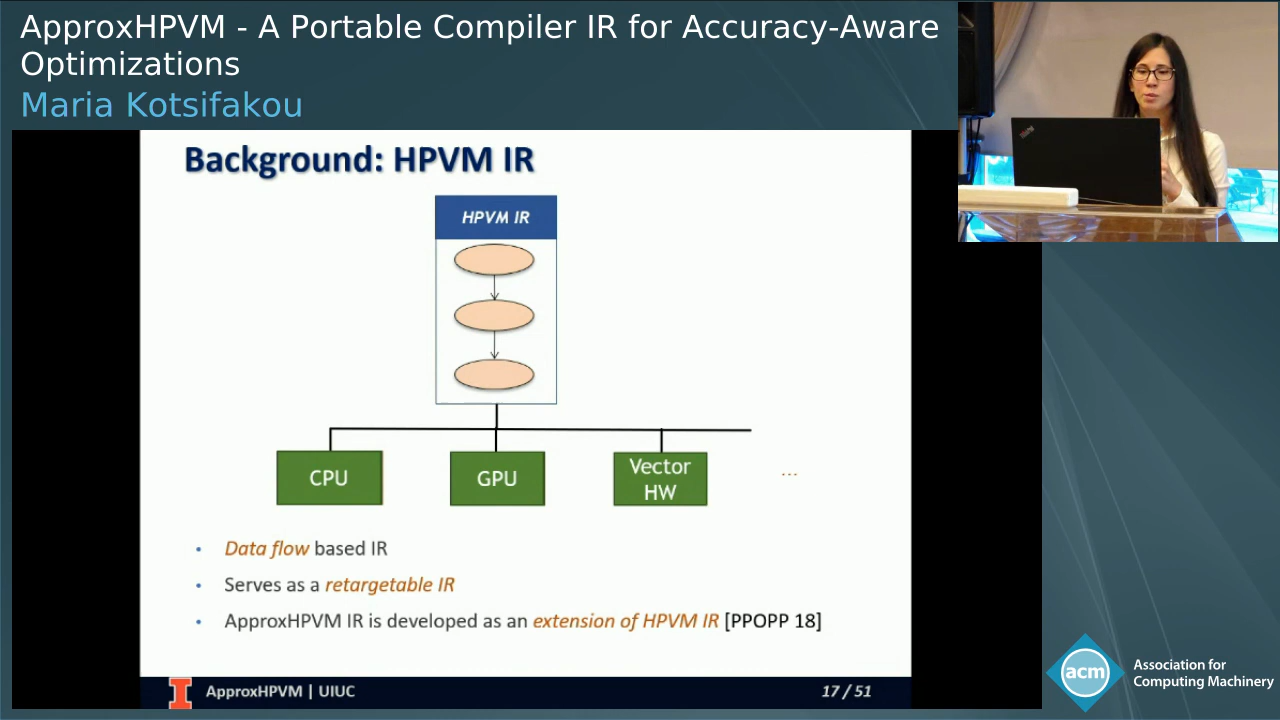 ApproxHPVM - A Portable Compiler IR for Accuracy-Aware
Optimizations
Maria Kotsifakou
Background: HPVM IR
HPVM IR
CPU
GPU
Vector
HW
...
• Data flow based IR
• Serves as a retargetable IR
• ApproxHPVM IR is developed as an extension of HPVM IR [PPOPP 18]
ApproxHPVM | UIUC
17 / 51
acm
Association for
Computing Machinery